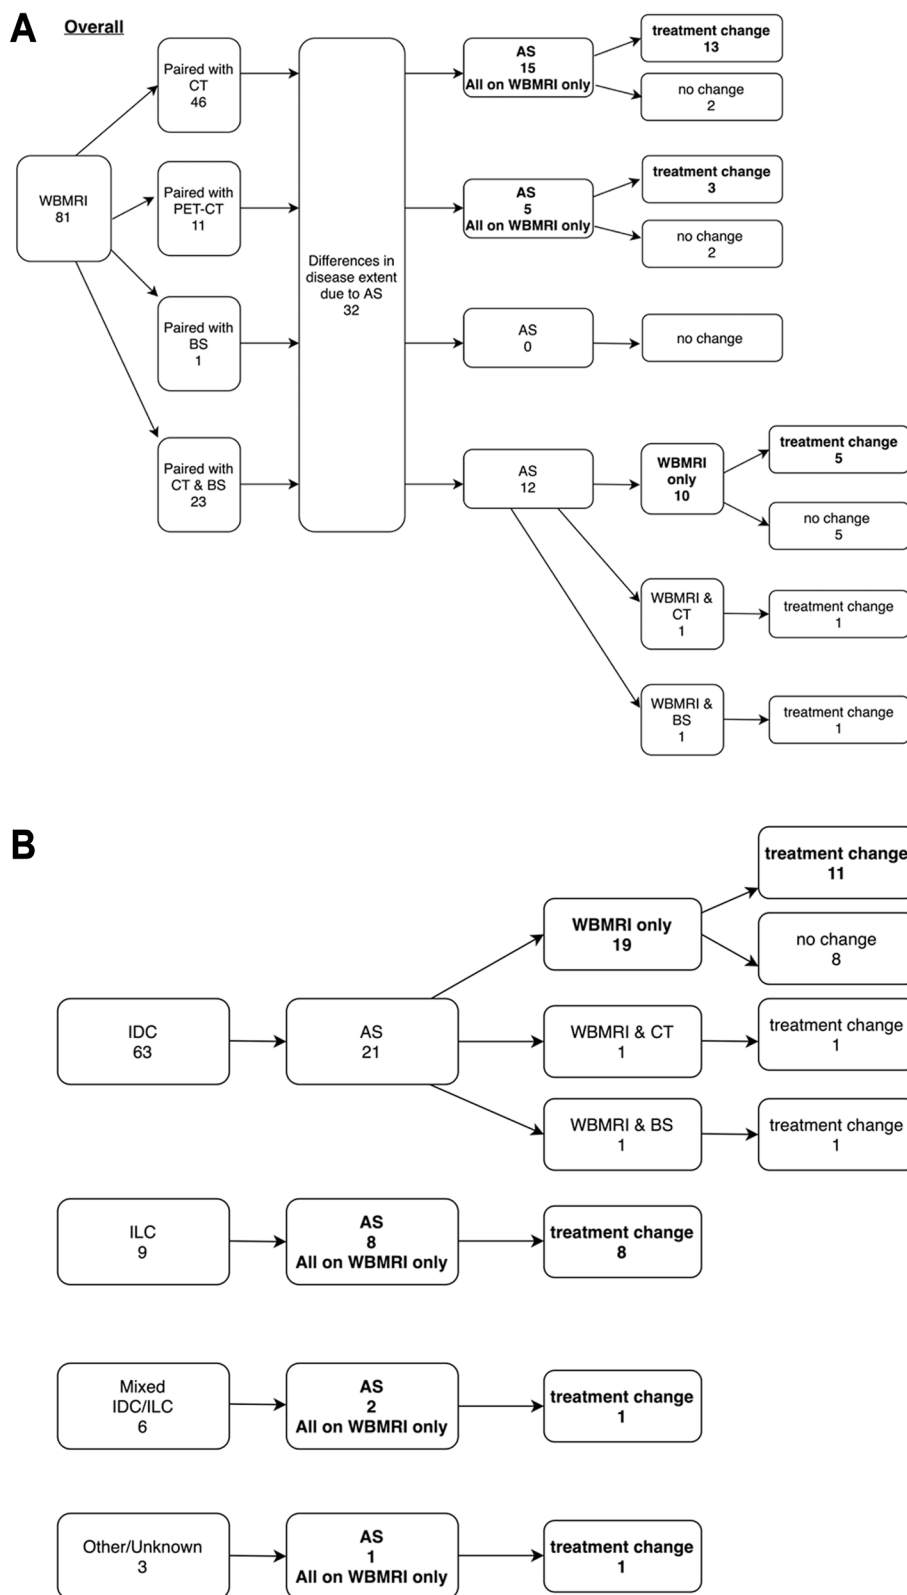 A
Overall
WBMRI
81
Paired with
CT
46
Paired with
PET-CT
11
Paired with
BS
1
Paired with
CT & BS
23
Differences in
disease extent
due to AS
32
AS
15
All on WBMRI only
treatment change
13
no change
2
AS
5
All on WBMRI only
treatment change
3
no change
2
AS
0
no change
AS
12
WBMRI
only
10
treatment change
5
no change
5
WBMRI &
CT
1
treatment change
1
WBMRI &
BS
1
treatment change
1
B
IDC
63
AS
21
WBMRI only
19
treatment change
11
no change
8
WBMRI & CT
1
treatment change
1
WBMRI & BS
1
treatment change
1
ILC
9
AS
8
All on WBMRI only
treatment change
8
Mixed
IDC/ILC
6
AS
2
All on WBMRI only
treatment change
1
Other/Unknown
3
AS
1
All on WBMRI only
treatment change
1